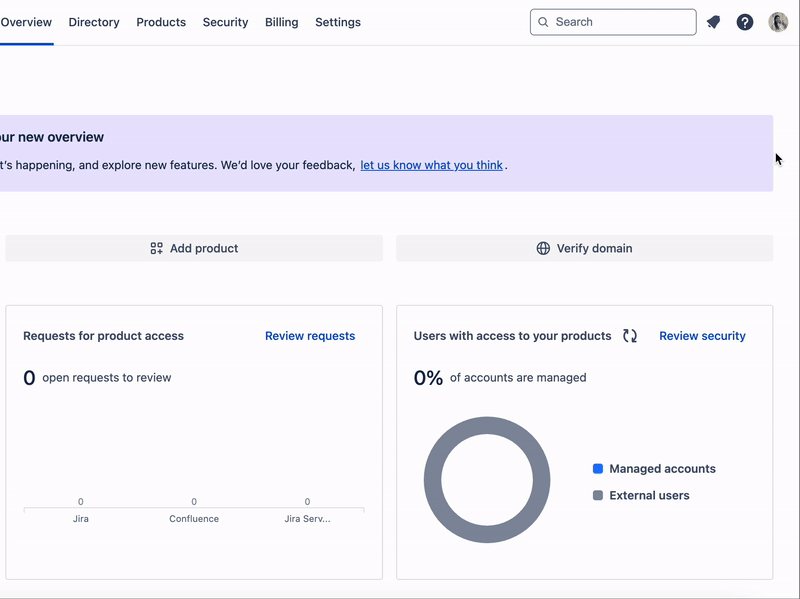 Overview Directory Products Security Billing Settings Search
our new overview
t's happening, and explore new features. We'd love your feedback, let us know what you think.
Add product Verify domain
Requests for product access Review requests
0 open requests to review
0 0 0
Jira Confluence Jira Serv...
Users with access to your products Review security
0% of accounts are managed
Managed accounts
External users